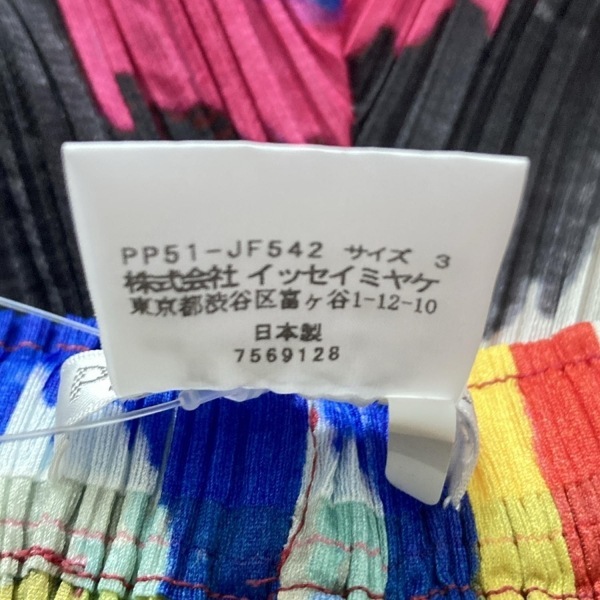 PP51-JF542 サイズ 3
株式会社 イッセイミヤケ
東京都渋谷区富ヶ谷1-12-10
日本製
7569128